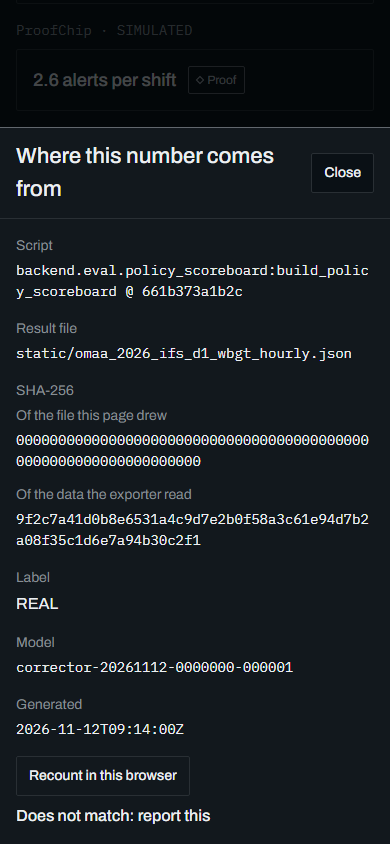 ProofChip · SIMULATED
2.6 alerts per shift
◇ Proof
Where this number comes
from
Close
Script
backend.eval.policy_scoreboard:build_polic
y_scoreboard @ 661b373a1b2c
Result file
static/omaa_2026_ifs_d1_wbgt_hourly.json
SHA-256
Of the file this page drew
000000000000000000000000000000000000000000
0000000000000000000000
Of the data the exporter read
9f2c7a41d0b8e6531a4c9d7e2b0f58a3c61e94d7b2
a08f35c1d6e7a94b30c2f1
Label
REAL
Model
corrector-20261112-0000000-000001
Generated
2026-11-12T09:14:00Z
Recount in this browser
Does not match: report this